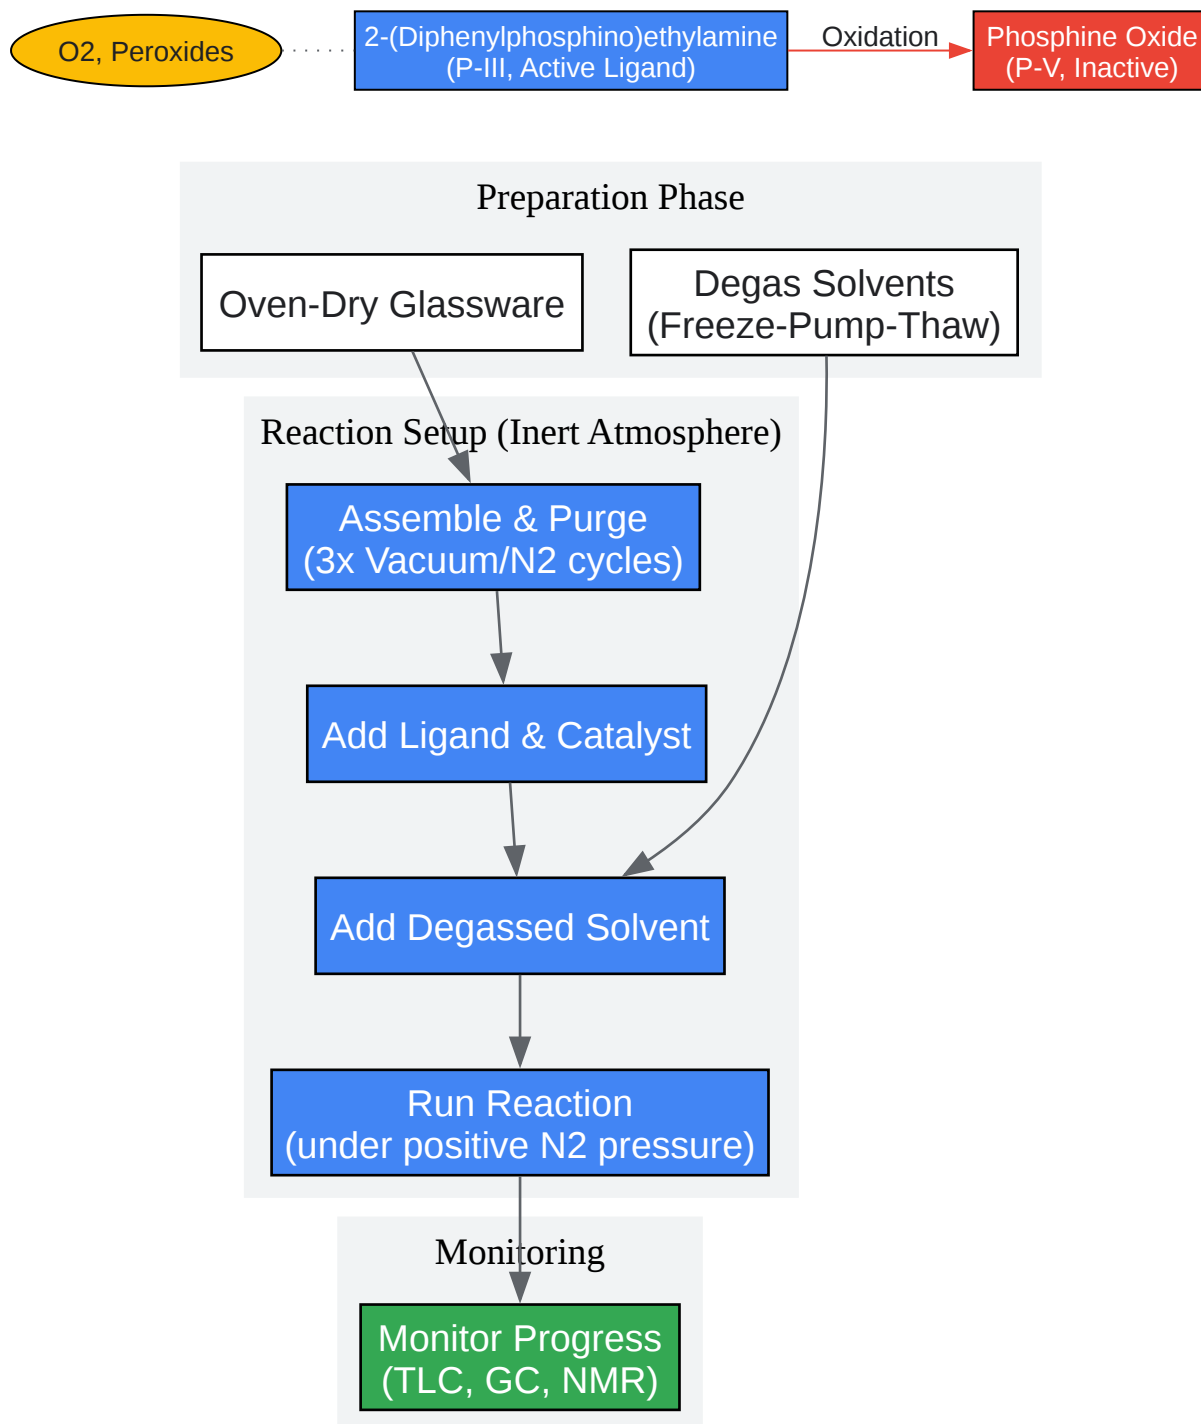 O2, Peroxides
2-(Diphenylphosphino)ethylamine
(P-III, Active Ligand)
Oxidation
Phosphine Oxide
(P-V, Inactive)
Preparation Phase
Oven-Dry Glassware
Degas Solvents
(Freeze-Pump-Thaw)
Reaction Setup (Inert Atmosphere)
Assemble & Purge
(3x Vacuum/N2 cycles)
Add Ligand & Catalyst
Add Degassed Solvent
Run Reaction
(under positive N2 pressure)
Monitoring
Monitor Progress
(TLC, GC, NMR)